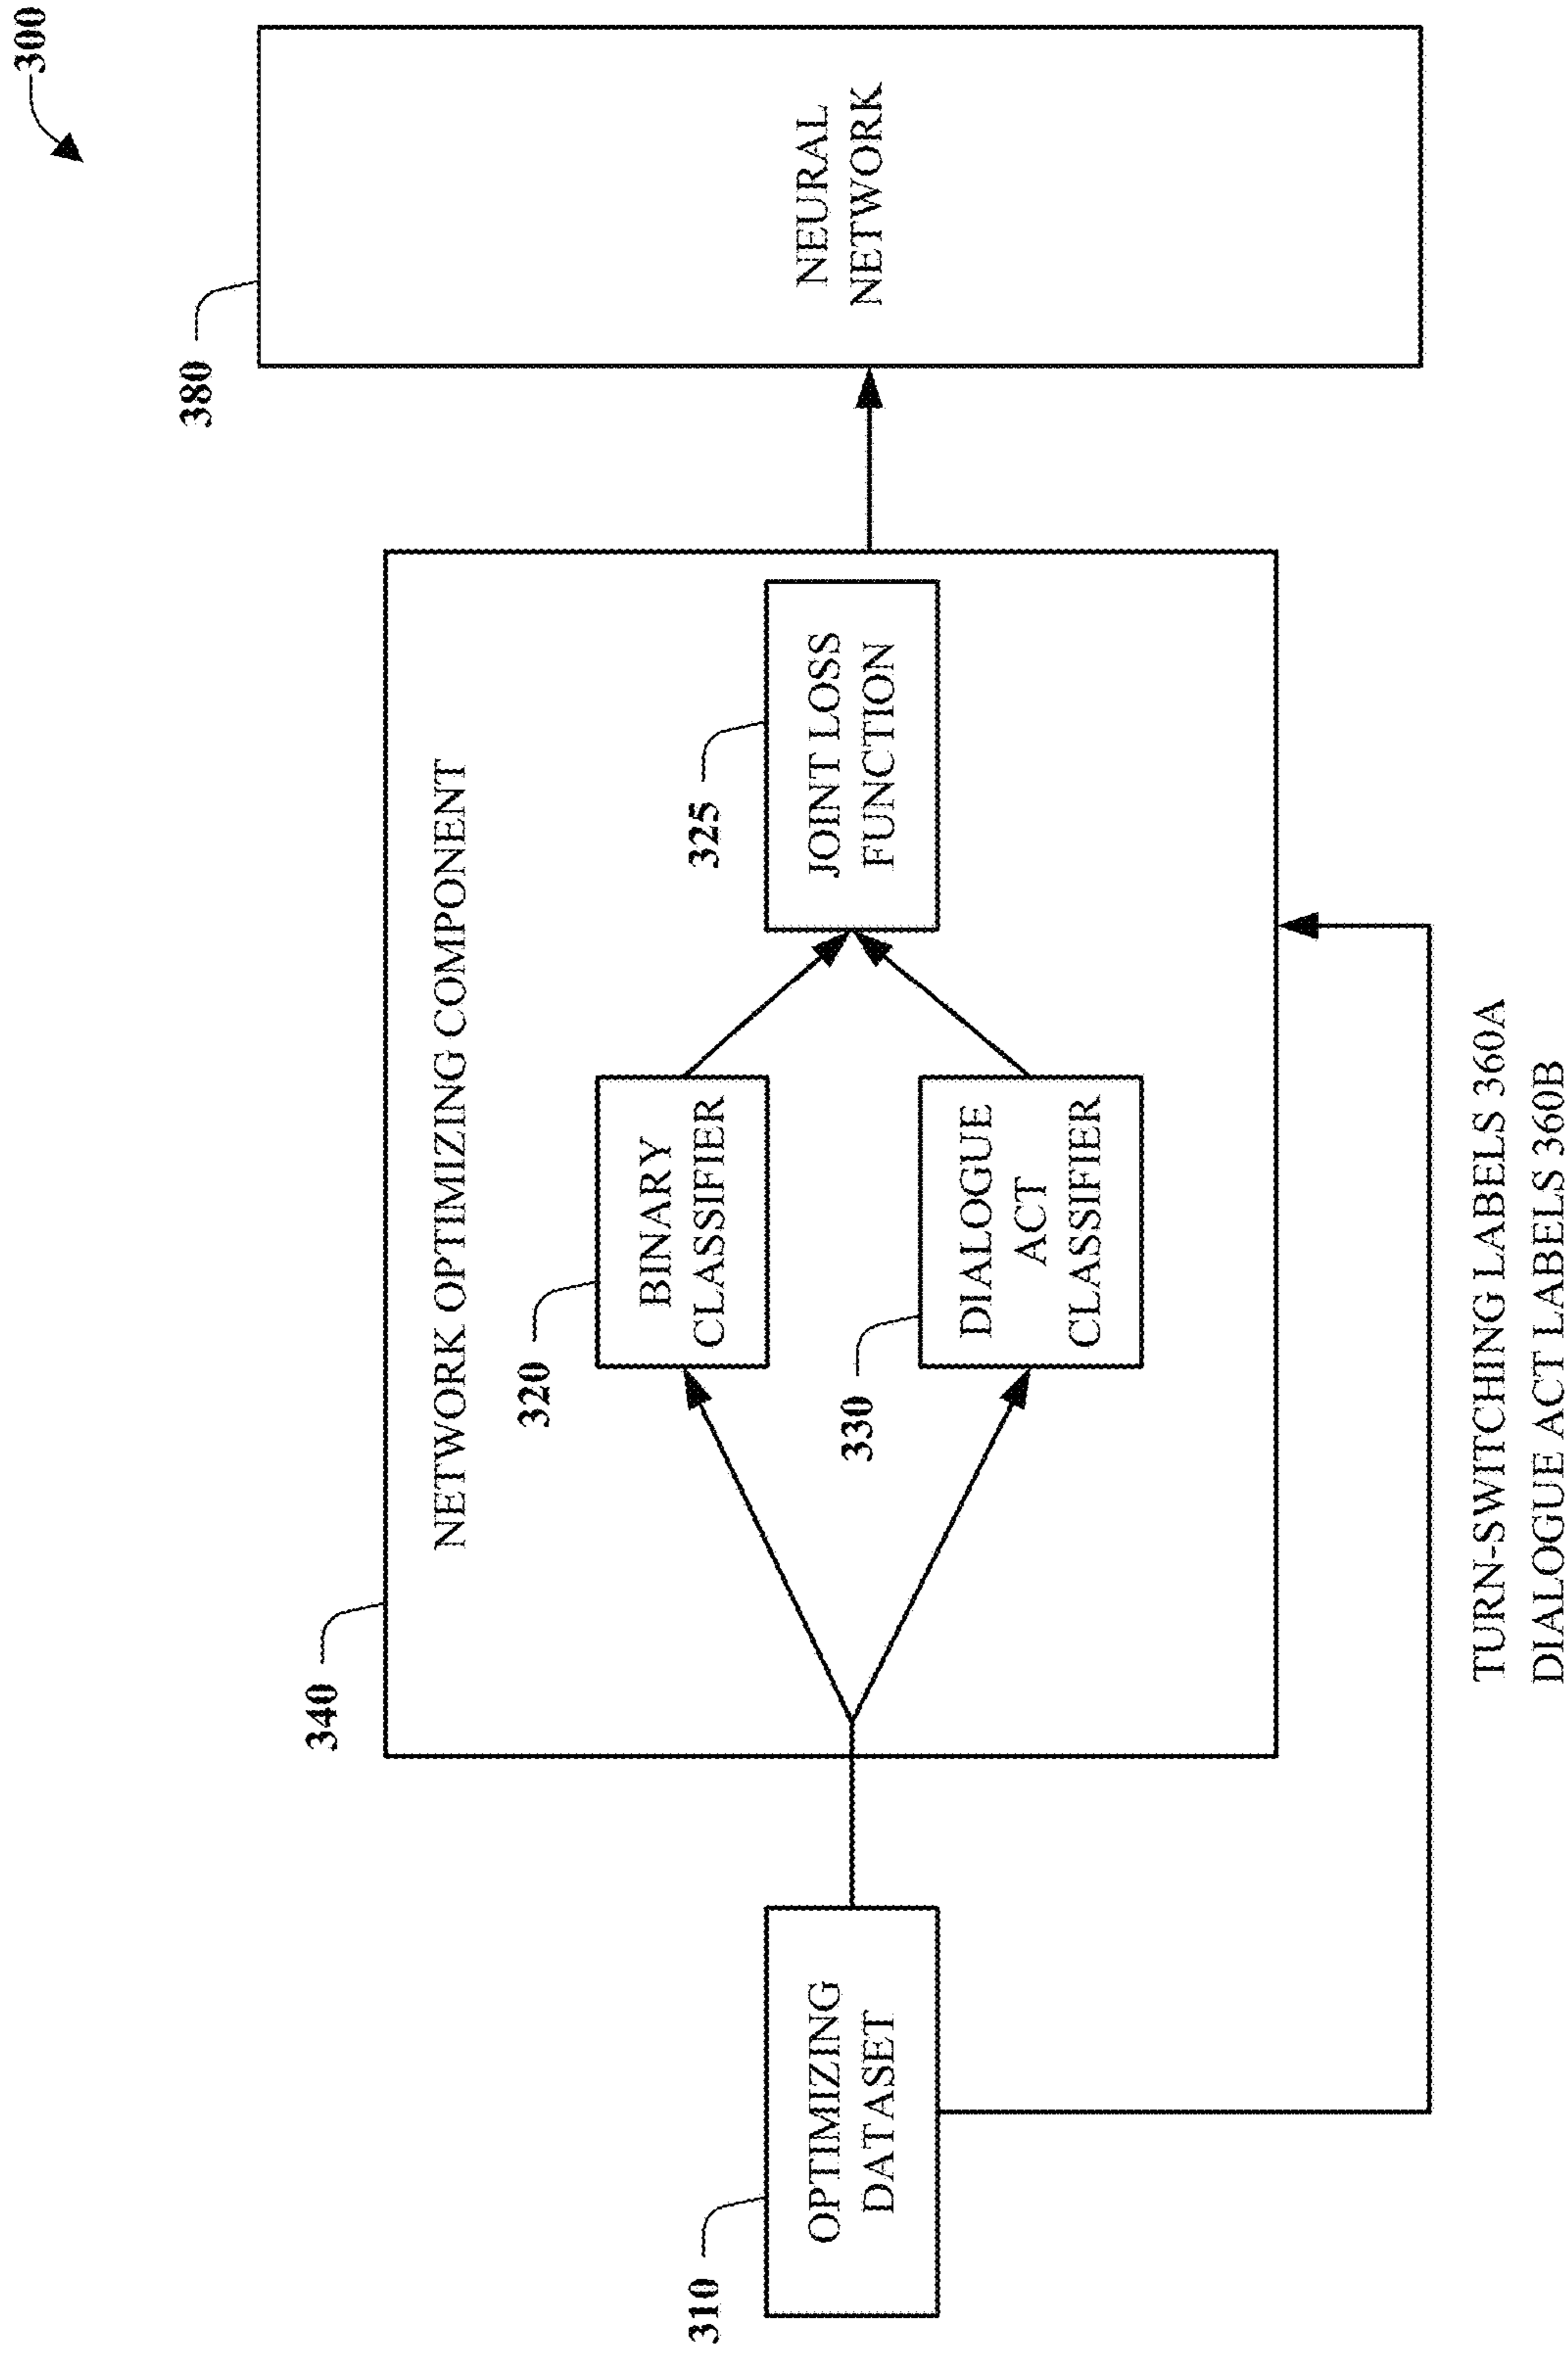 300
340
NETWORK OPTIMIZING COMPONENT
380
310
OPTIMIZING
DATASET
320
BINARY
CLASSIFIER
330
DIALOGUE
ACT
CLASSIFIER
325
JOINT LOSS
FUNCTION
NEURAL
NETWORK
TURN-SWITCHING LABELS 360A
DIALOGUE ACT LABELS 360B